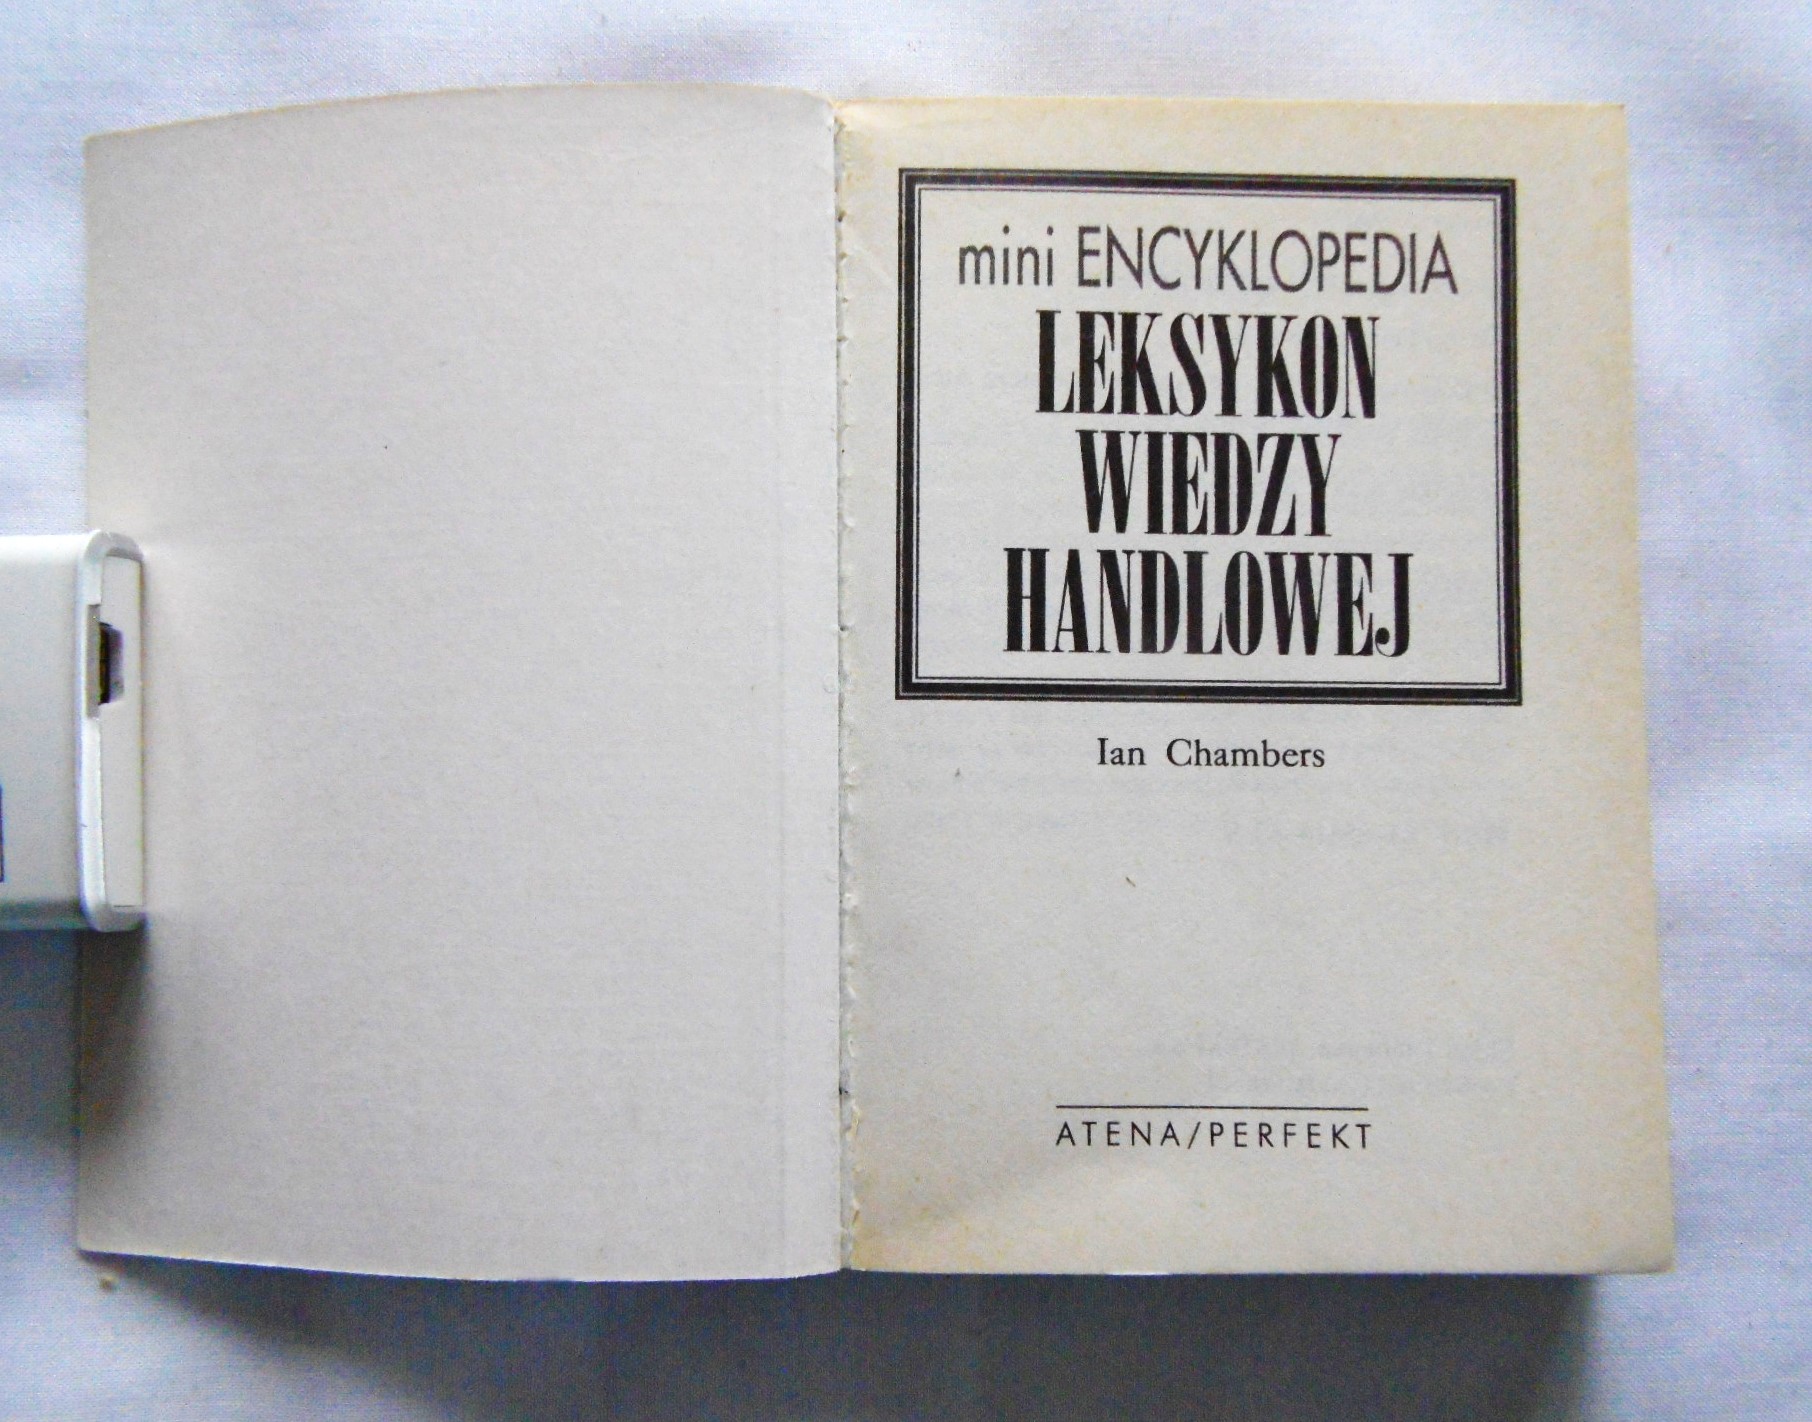 mini ENCYKLOPEDIA
LEKSYKON
WIEDZY
HANDLOWEJ
Ian Chambers
ATENA/PERFEKT